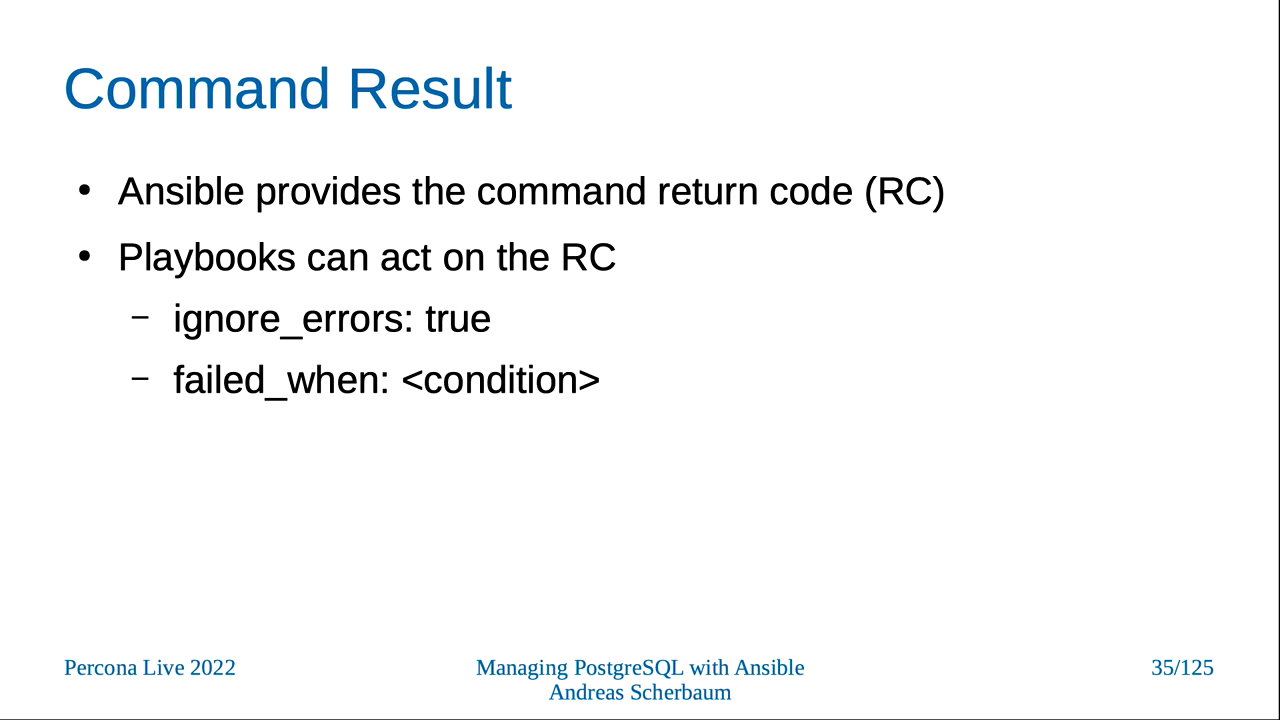 Command Result
• Ansible provides the command return code (RC)
• Playbooks can act on the RC
– ignore_errors: true
– failed_when: <condition>
Percona Live 2022
Managing PostgreSQL with Ansible
Andreas Scherbaum
35/125